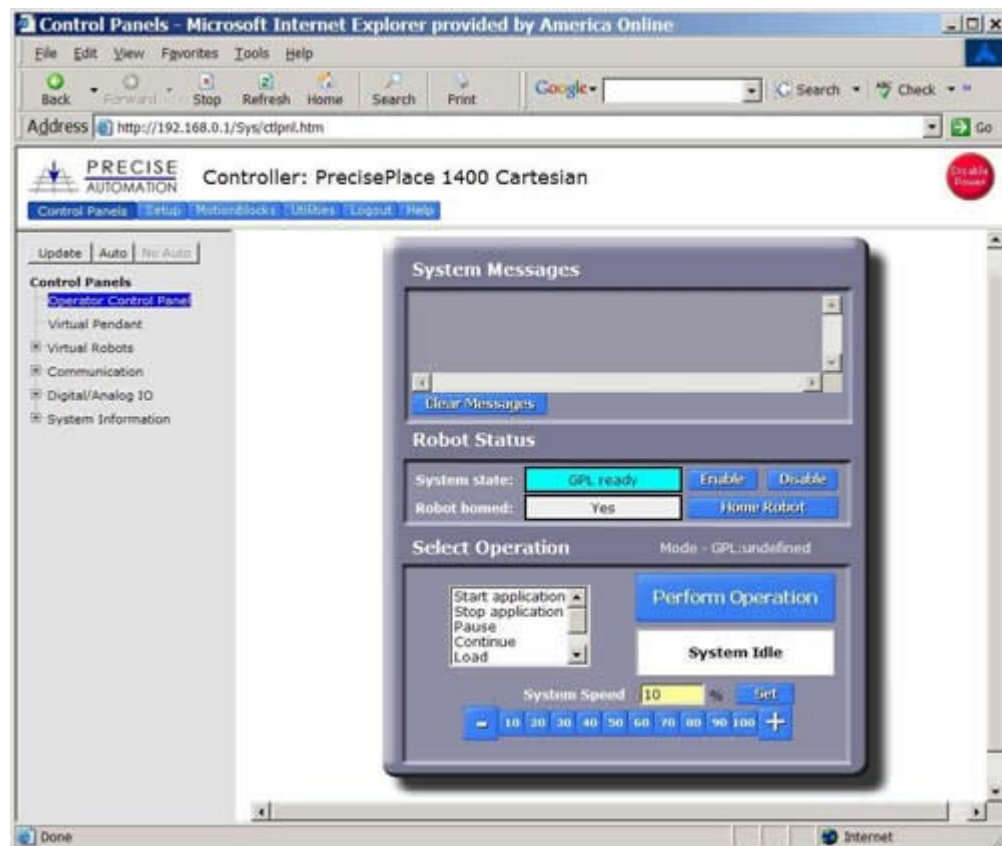 Control Panels - Microsoft Internet Explorer provided by America Online
File Edit View Favorites Tools Help
Back Forward Stop Refresh Home Search Print Google Search Check
Address http://192.168.0.1/Sys/ctlpnl.htm Go
PRECISE
AUTOMATION
Controller: PrecisePlace 1400 Cartesian
Disable
Power
Control Panels Setup MotionBlocks Utilities Logout Help
Update Auto No Auto
Control Panels
Operator Control Panel
Virtual Pendant
Virtual Robots
Communication
Digital/Analog IO
System Information
System Messages
Clear Messages
Robot Status
System state: GPL ready Enable Disable
Robot homed: Yes Home Robot
Select Operation Mode - GPL:undefined
Start application
Stop application
Pause
Continue
Load
Perform Operation
System Idle
System Speed 10 % Set
- 10 20 30 40 50 60 70 80 90 100 +
Done Internet